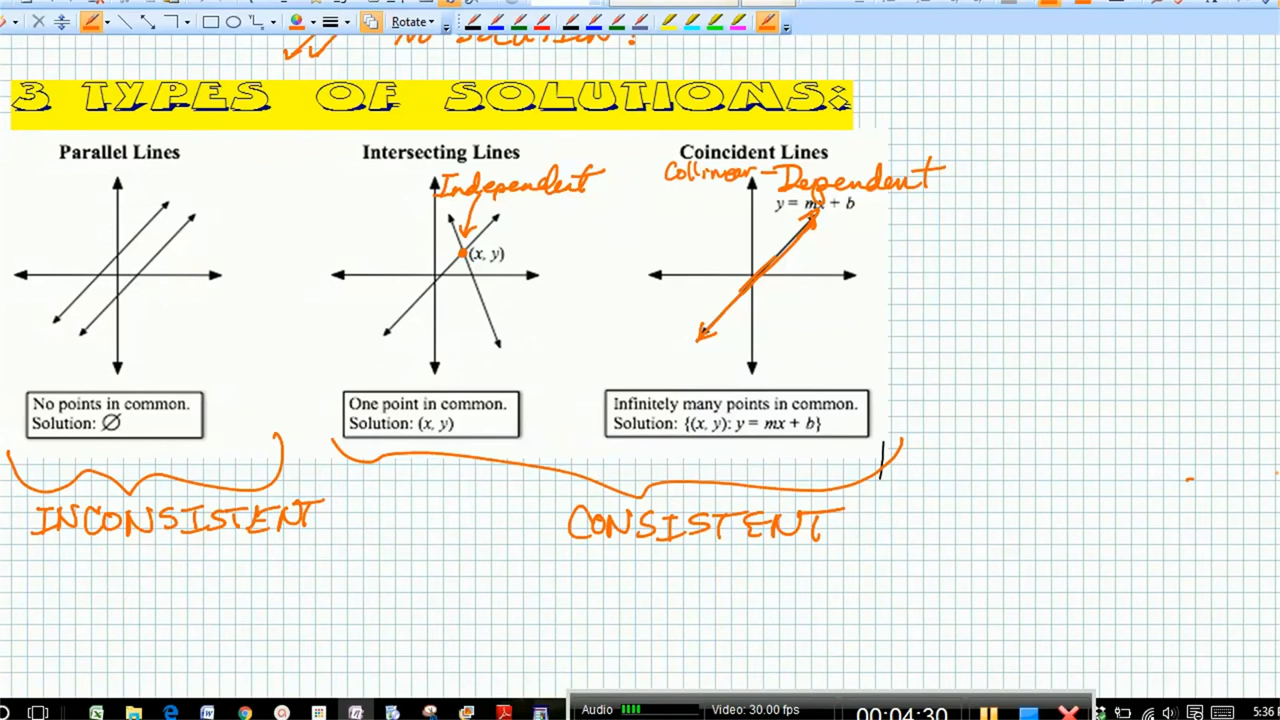 Rotate
NO SOLUTION!
3 TYPES OF SOLUTIONS:
Parallel Lines
Intersecting Lines
Coincident Lines
Independent
Collinear - Dependent
y = mx + b
(x, y)
No points in common.
Solution: ∅
One point in common.
Solution: (x, y)
Infinitely many points in common.
Solution: {(x, y): y = mx + b}
INCONSISTENT
CONSISTENT
Audio
Video: 30.00 fps
00:04:30
5:36